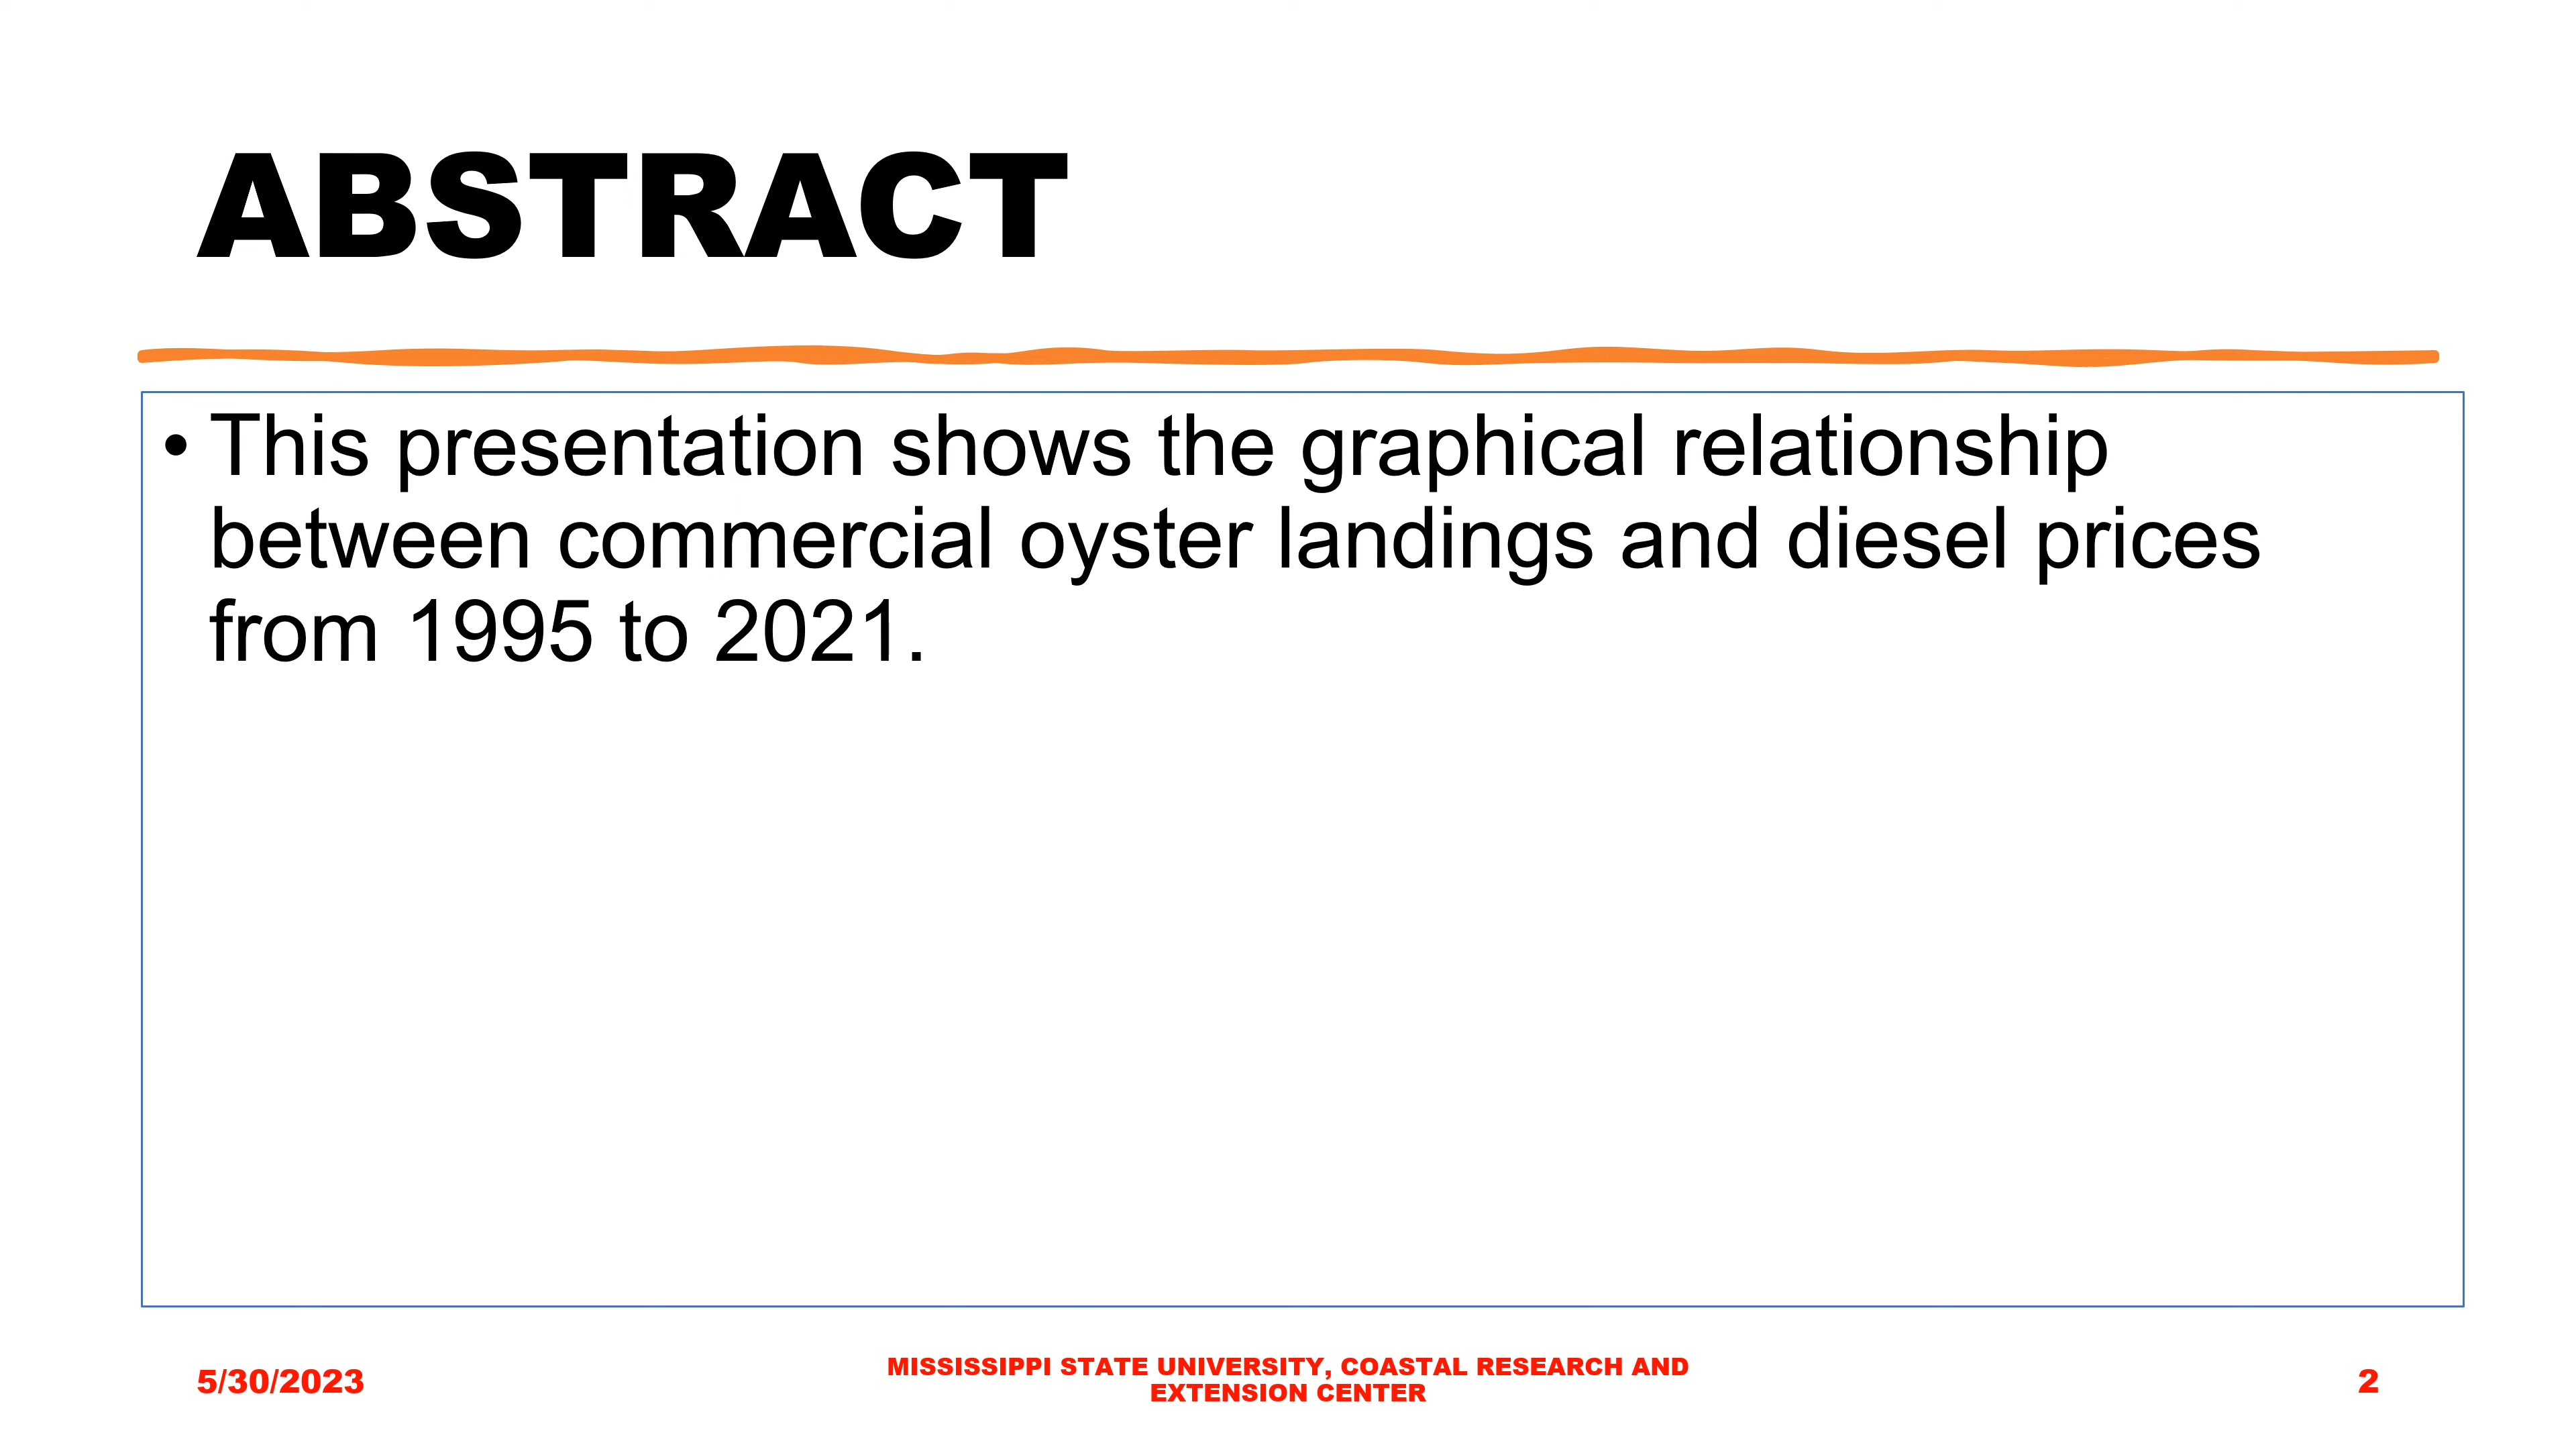 ABSTRACT
• This presentation shows the graphical relationship
between commercial oyster landings and diesel prices
from 1995 to 2021.
5/30/2023
MISSISSIPPI STATE UNIVERSITY, COASTAL RESEARCH AND
EXTENSION CENTER
2